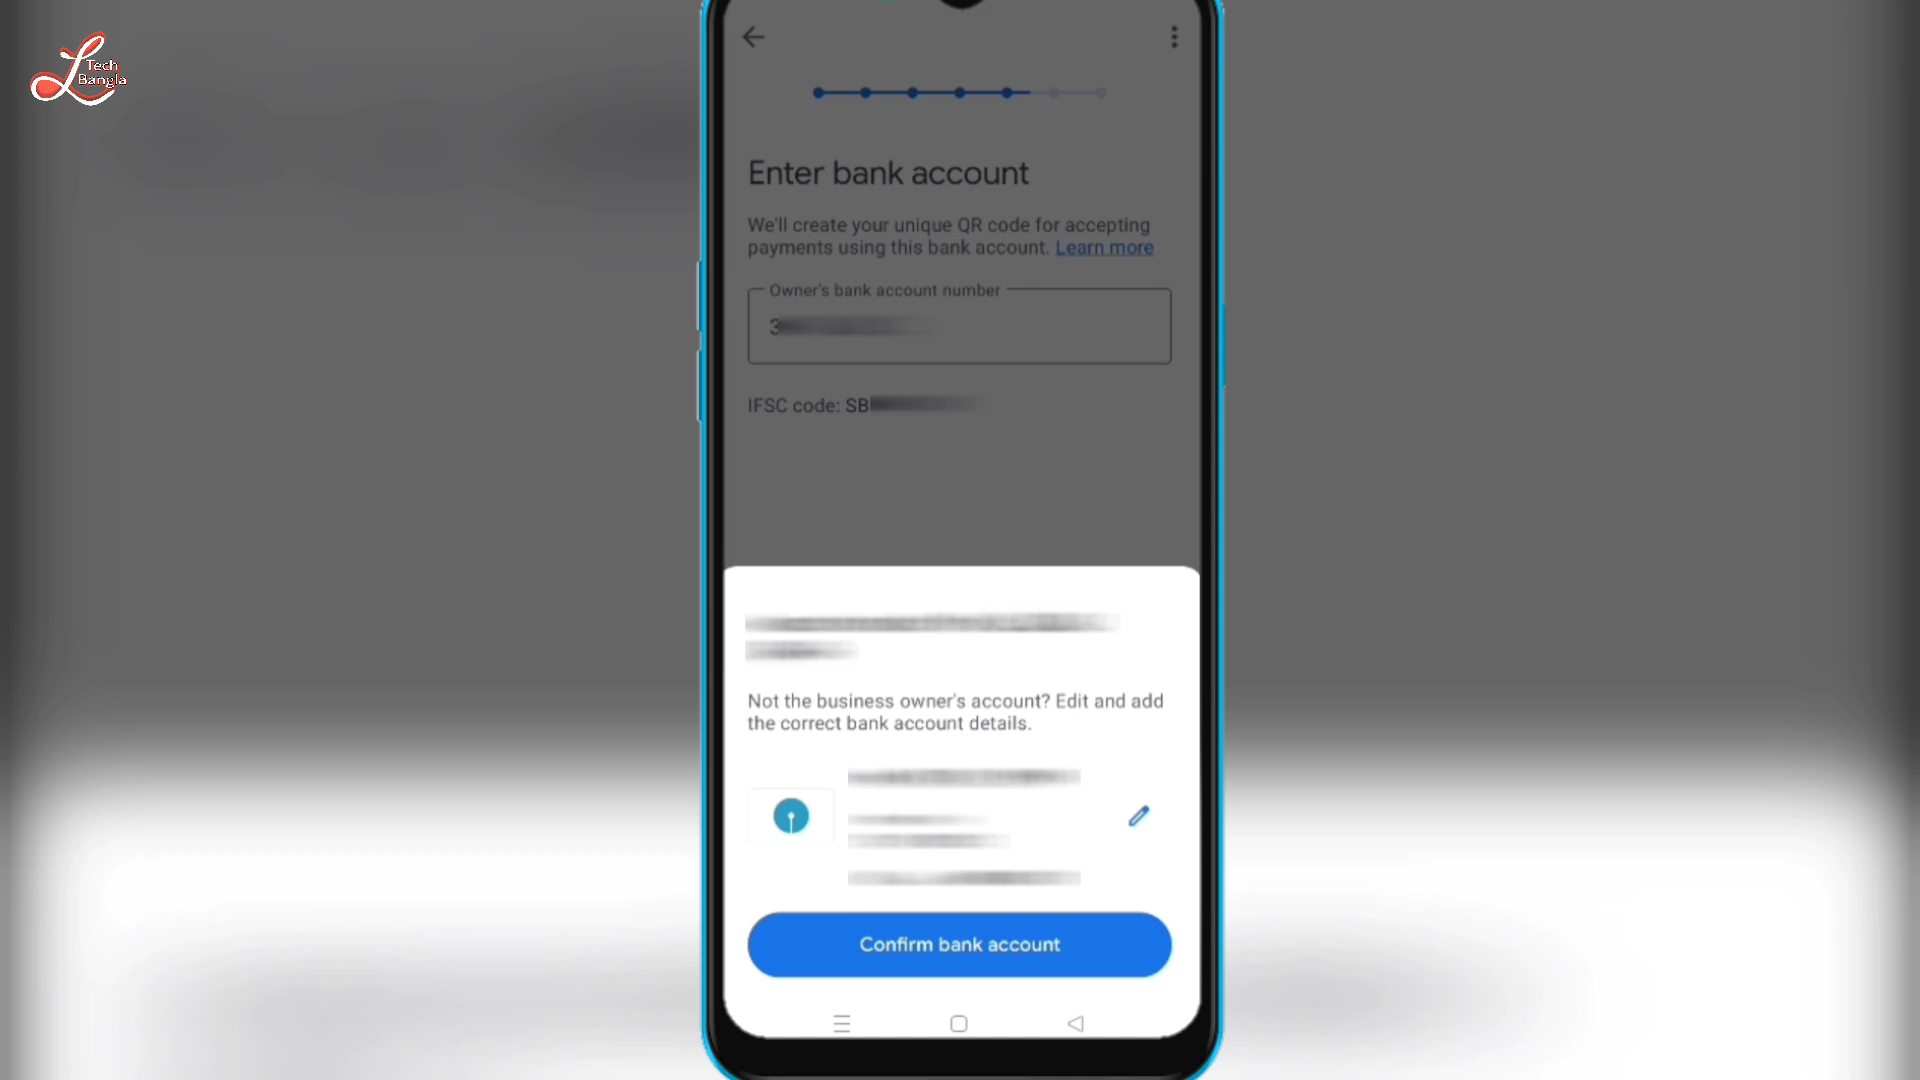 Tech
Bangla
Enter bank account
We'll create your unique QR code for accepting
payments using this bank account. Learn more
Owner's bank account number
3
IFSC code: SB
Not the business owner's account? Edit and add
the correct bank account details.
Confirm bank account